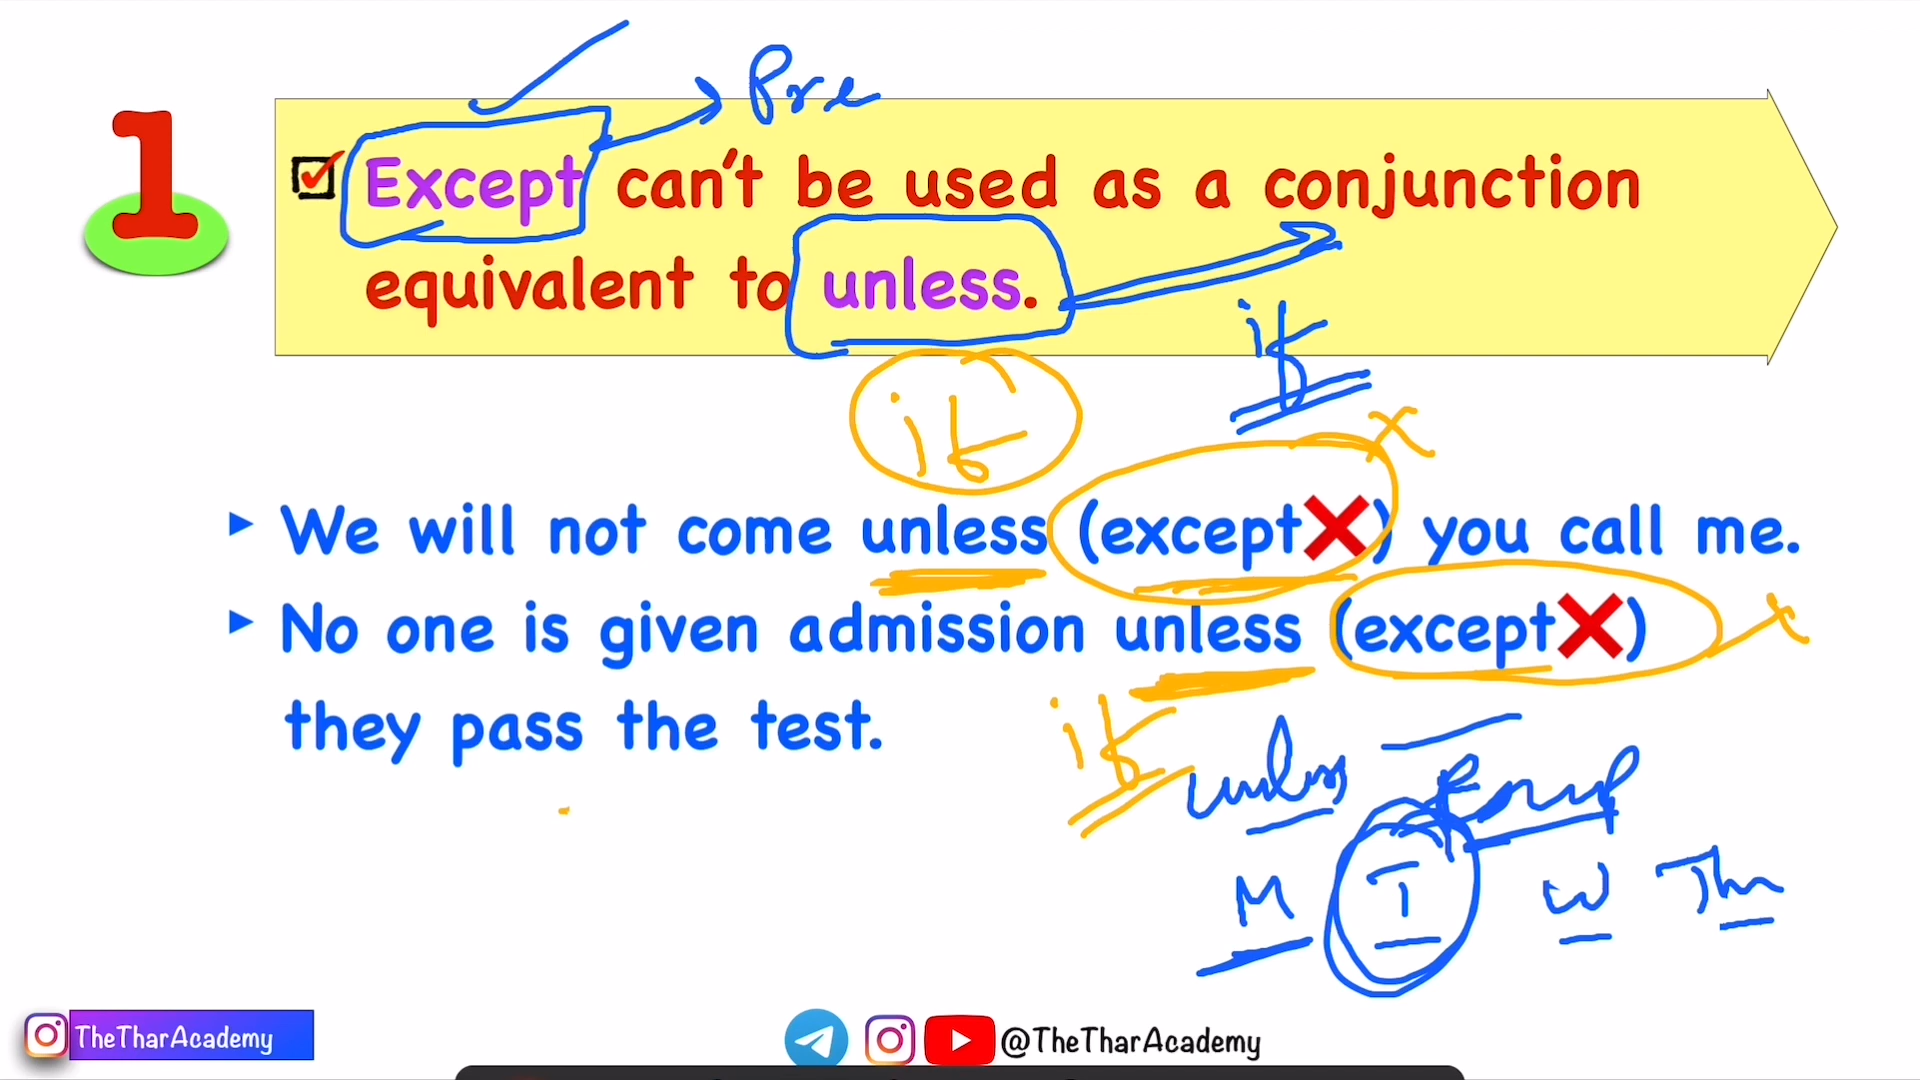 Pre
1
Except can't be used as a conjunction
equivalent to unless.
if
if
We will not come unless (except❌) you call me.
x
No one is given admission unless (except❌)
x
they pass the test.
if
unless
M T W Thu
TheTharAcademy
@TheTharAcademy